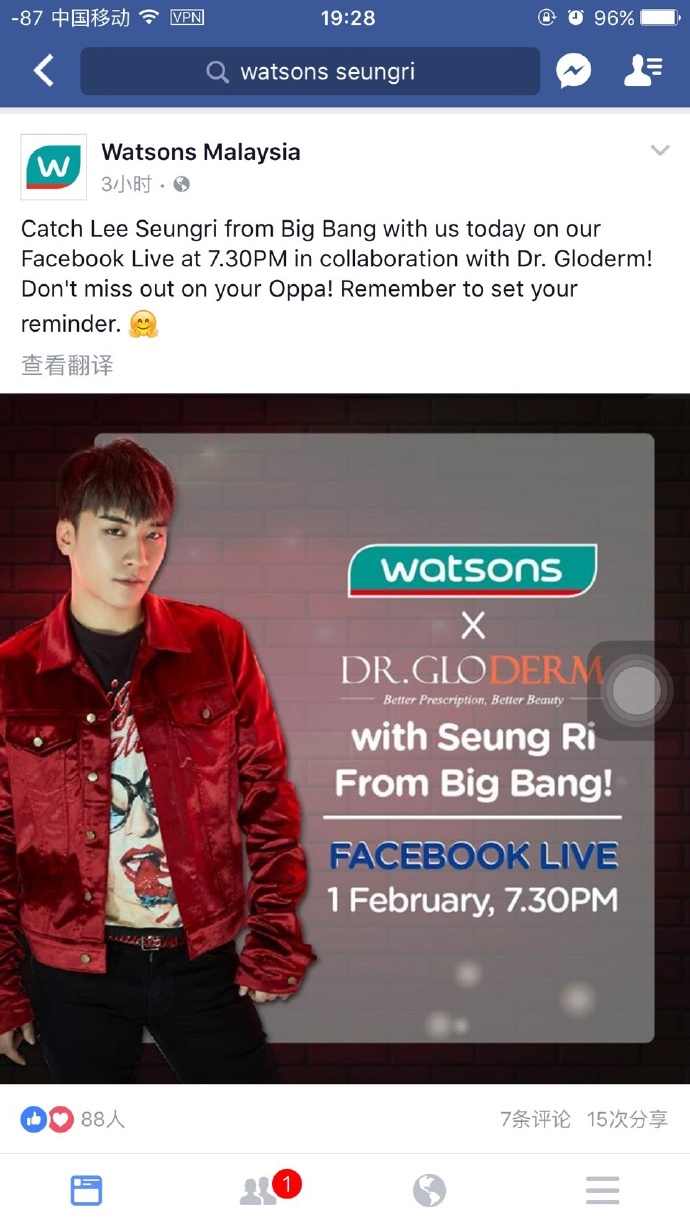 -87 中国移动 VPN 19:28 96%
watsons seungri
W
Watsons Malaysia
3小时 ·
Catch Lee Seungri from Big Bang with us today on our
Facebook Live at 7.30PM in collaboration with Dr. Gloderm!
Don't miss out on your Oppa! Remember to set your
reminder.
查看翻译
watsons
X
DR.GLODERM
Better Prescription, Better Beauty
with Seung Ri
From Big Bang!
FACEBOOK LIVE
1 February, 7.30PM
88人 7条评论 15次分享
1